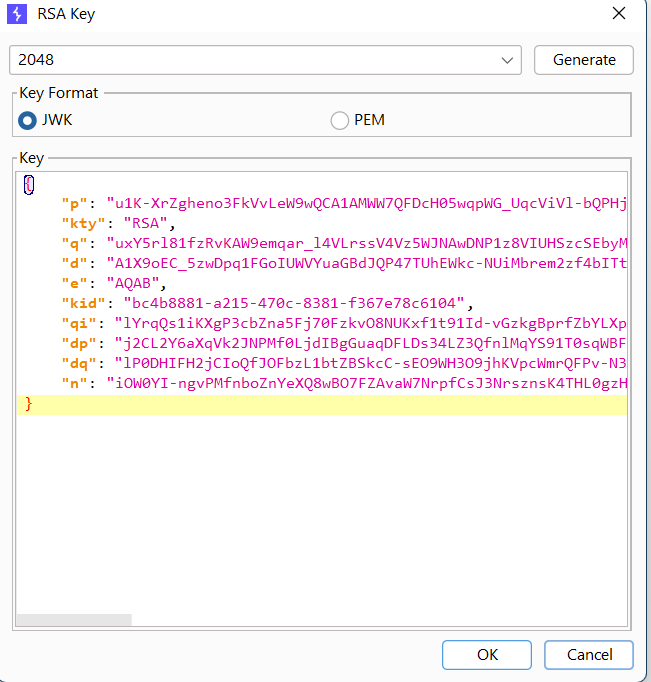 RSA Key
2048
Generate
Key Format
JWK
PEM
Key
{
"p": "u1K-XrZgheno3FkVvLeW9wQCA1AMWW7QFDcH05wqpWG_UqcViVl-bQPHj
"kty": "RSA",
"q": "uxY5rl81fzRvKAW9emqar_l4VLrssV4Vz5WJNAwDNP1z8VIUHSzcSEbyM
"d": "A1X9oEC_5zwDpq1FGoIUWVYuaGBdJQP47TUhEWkc-NUiMbrem2zf4bITt
"e": "AQAB",
"kid": "bc4b8881-a215-470c-8381-f367e78c6104",
"qi": "lYrqQs1iKXgP3cbZna5Fj70FzkvO8NUKxf1t91Id-vGzkgBprfZbYLXp
"dp": "j2CL2Y6aXqVk2JNPMf0LjdIBgGuaqDFLDs34LZ3QfnlMqYS91T0sqWBF
"dq": "lP0DHIFH2jCIoQfJOFbzL1btZBSkcC-sEO9WH3O9jhKVpcWmrQFPv-N3
"n": "iOW0YI-ngvPMfnboZnYeXQ8wBO7FZAvaW7NrpfCsJ3NrsznsK4THL0gzH
}
OK
Cancel